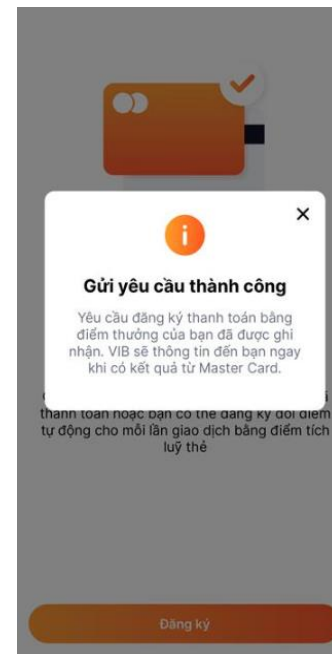 Gửi yêu cầu thành công
Yêu cầu đăng ký thanh toán bằng
điểm thưởng của bạn đã được ghi
nhận. VIB sẽ thông tin đến bạn ngay
khi có kết quả từ Master Card.
thanh toán hoặc bạn có thể đăng ký đổi điểm
tự động cho mỗi lần giao dịch bằng điểm tích
luỹ thẻ
Đăng ký